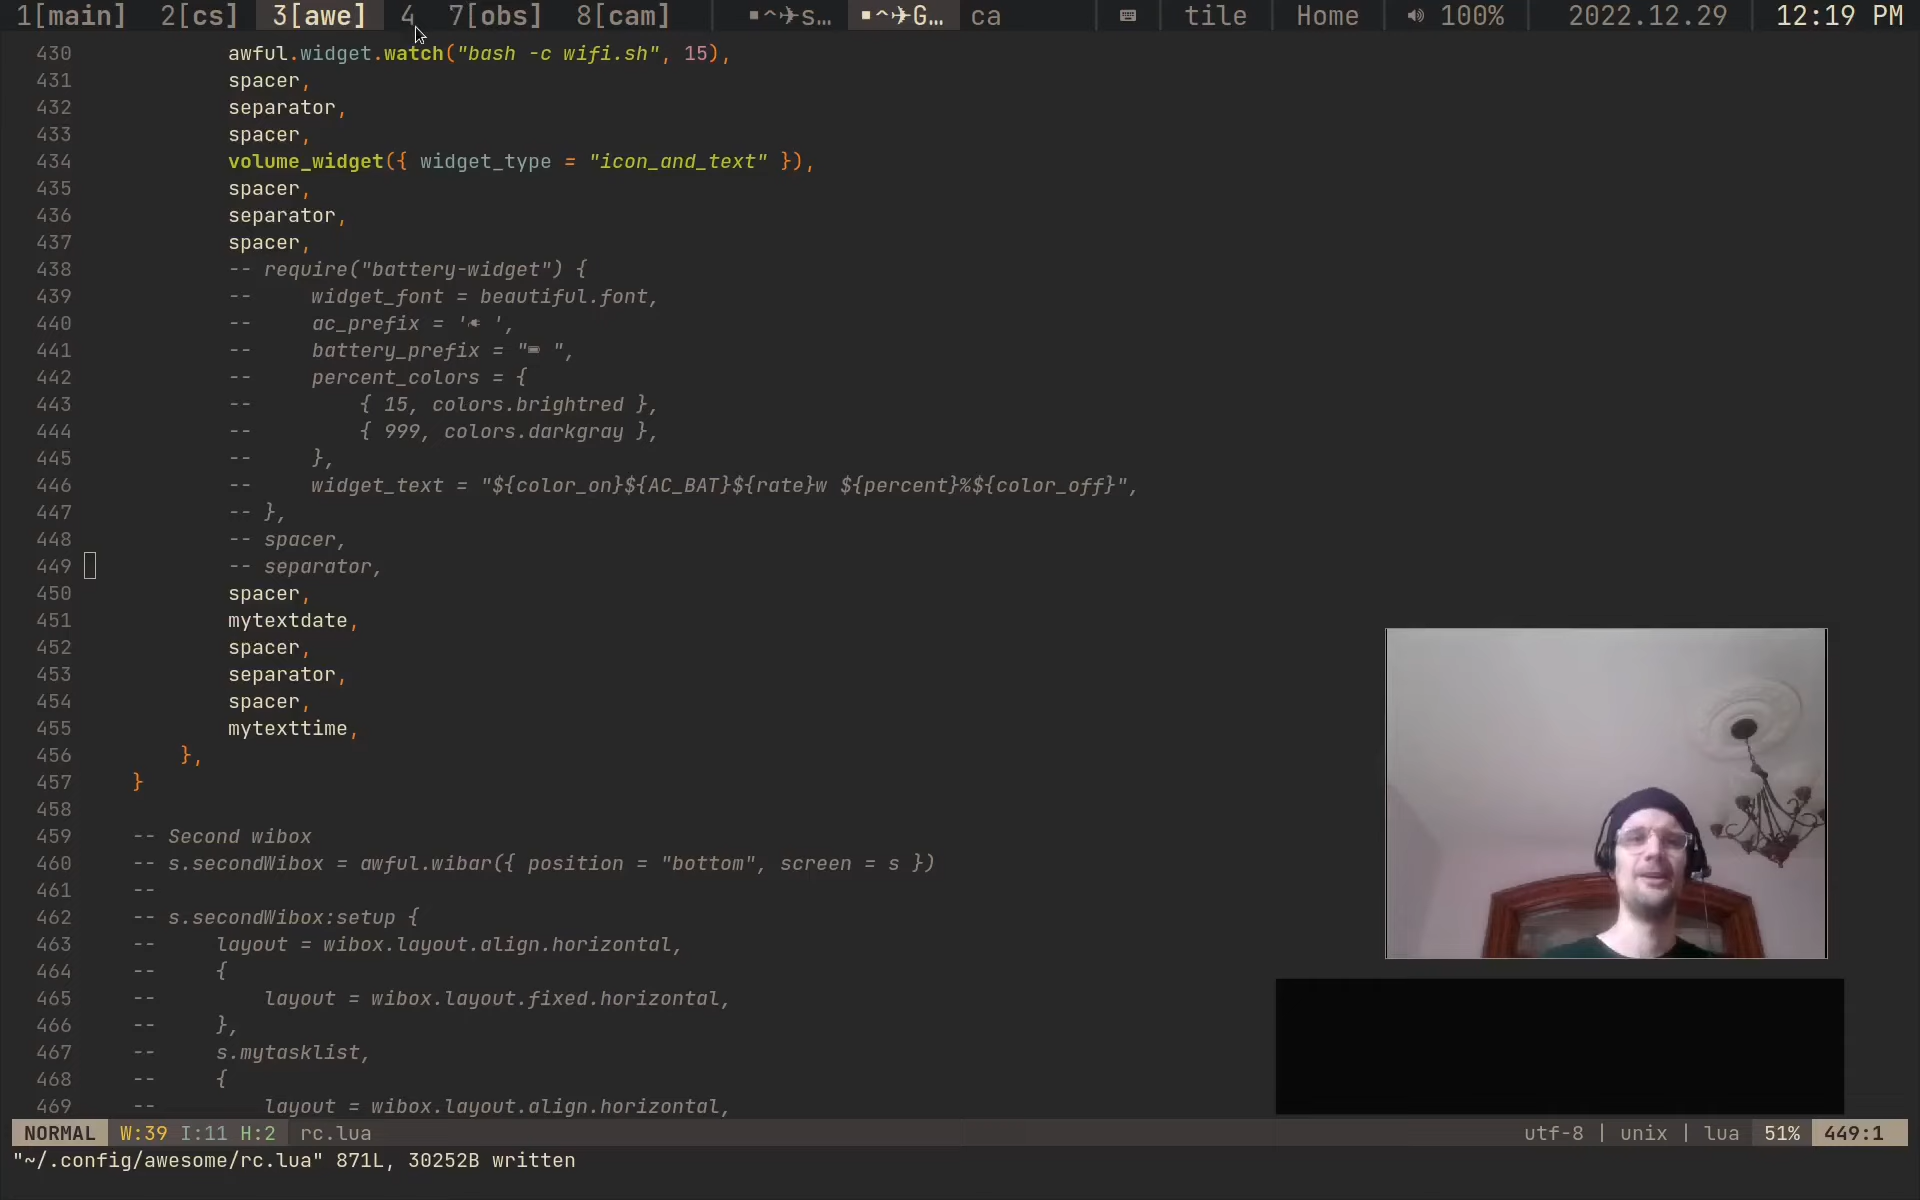 1[main] 2[cs] 3[awe] 4 7[obs] 8[cam] s… G… ca tile Home 100% 2022.12.29 12:19 PM
430 awful.widget.watch("bash -c wifi.sh", 15),
431 spacer,
432 separator,
433 spacer,
434 volume_widget({ widget_type = "icon_and_text" }),
435 spacer,
436 separator,
437 spacer,
438 -- require("battery-widget") {
439 -- widget_font = beautiful.font,
440 -- ac_prefix = ' ',
441 -- battery_prefix = " ",
442 -- percent_colors = {
443 -- { 15, colors.brightred },
444 -- { 999, colors.darkgray },
445 -- },
446 -- widget_text = "${color_on}${AC_BAT}${rate}w ${percent}%${color_off}",
447 -- },
448 -- spacer,
449 -- separator,
450 spacer,
451 mytextdate,
452 spacer,
453 separator,
454 spacer,
455 mytexttime,
456 },
457 }
458
459 -- Second wibox
460 -- s.secondWibox = awful.wibar({ position = "bottom", screen = s })
461 --
462 -- s.secondWibox:setup {
463 -- layout = wibox.layout.align.horizontal,
464 -- {
465 -- layout = wibox.layout.fixed.horizontal,
466 -- },
467 -- s.mytasklist,
468 -- {
469 -- layout = wibox.layout.align.horizontal,
NORMAL W:39 I:11 H:2 rc.lua utf-8 | unix | lua 51% 449:1
"~/.config/awesome/rc.lua" 871L, 30252B written